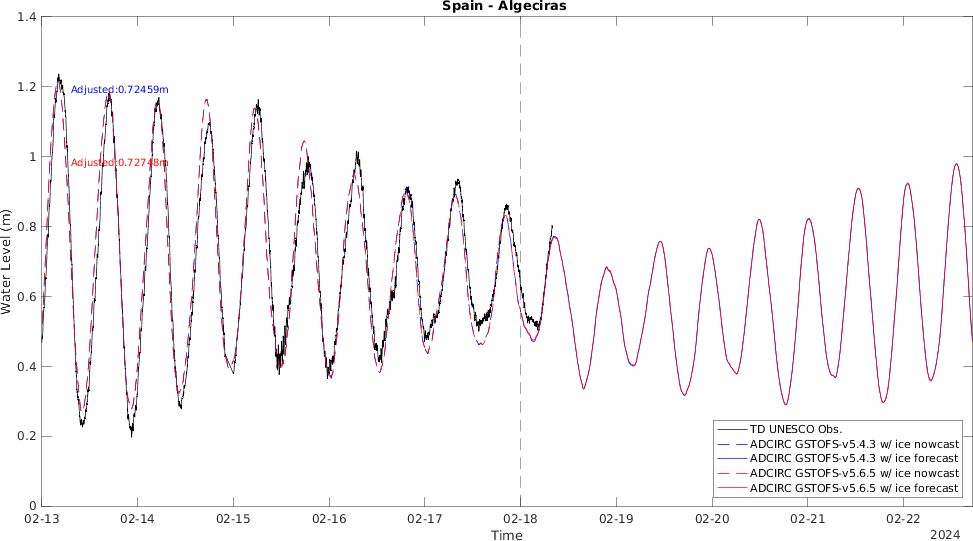 Spain - Algeciras
1.4
1.2
1
0.8
0.6
0.4
0.2
0
Water Level (m)
Adjusted:0.72459m
Adjusted:0.72748m
TD UNESCO Obs.
ADCIRC GSTOFS-v5.4.3 w/ ice nowcast
ADCIRC GSTOFS-v5.4.3 w/ ice forecast
ADCIRC GSTOFS-v5.6.5 w/ ice nowcast
ADCIRC GSTOFS-v5.6.5 w/ ice forecast
02-13 02-14 02-15 02-16 02-17 02-18 02-19 02-20 02-21 02-22
Time
2024